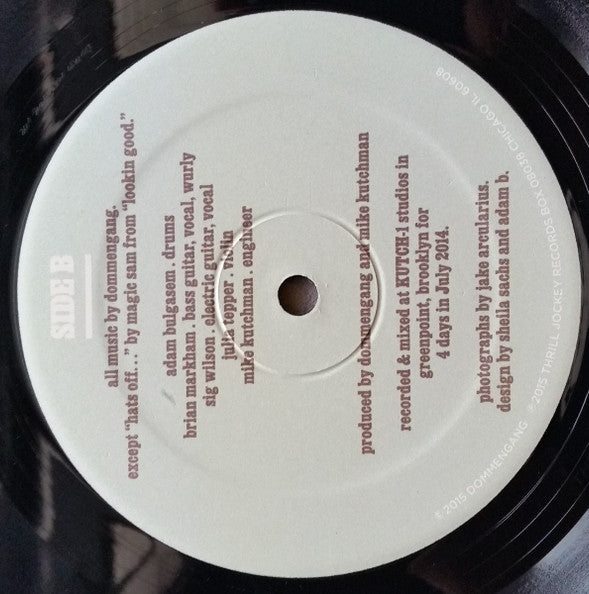 SIDE B
all music by dommengang.
except "hats off..." by magic sam from "lookin good."
adam bulgasem . drums
brian markham . bass guitar, vocal, wurly
sig wilson . electric guitar, vocal
julia tepper . violin
mike kutchman . engineer
produced by dommengang and mike kutchman
recorded & mixed at KUTCH-1 studios in
greenpoint, brooklyn for
4 days in July 2014.
photographs by jake arcularius.
design by sheila sachs and adam b.
©2015 DOMMENGANG ℗2015 THRILL JOCKEY RECORDS BOX 08038 CHICAGO IL 60608